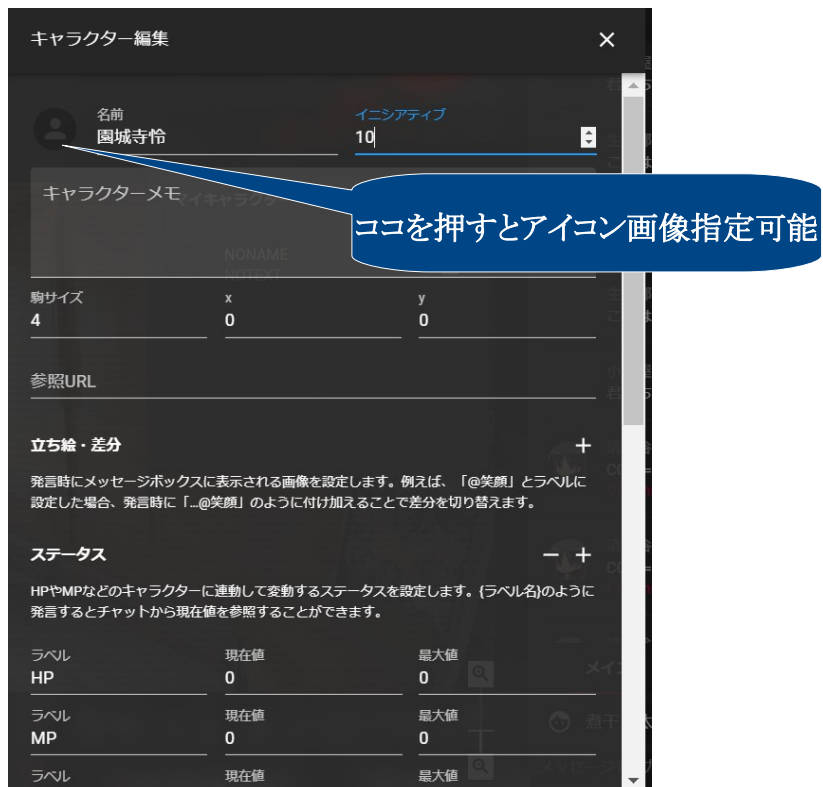 キャラクター編集
名前
イニシアティブ
園城寺怜
10
キャラクターメモ
マイキャラク
ココを押すとアイコン画像指定可能
NONAME
NOTEXT
駒サイズ
x
y
4
0
0
参照URL
立ち絵・差分
発言時にメッセージボックスに表示される画像を設定します。例えば、「@笑顔」とラベルに
設定した場合、発言時に「...@笑顔」のように付け加えることで差分を切り替えます。
ステータス
HPやMPなどのキャラクターに連動して変動するステータスを設定します。{ラベル名}のように
発言するとチャットから現在値を参照することができます。
ラベル
現在値
最大値
HP
0
0
ラベル
現在値
最大値
MP
0
0
ラベル
現在値
最大値